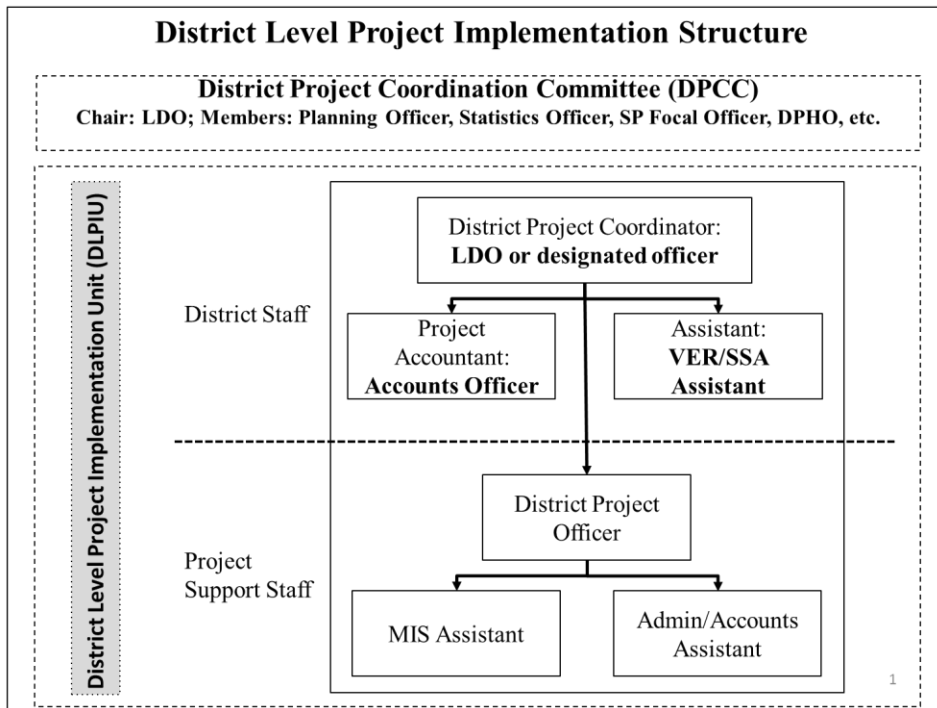 District Level Project Implementation Structure
District Project Coordination Committee (DPCC)
Chair: LDO; Members: Planning Officer, Statistics Officer, SP Focal Officer, DPHO, etc.
District Level Project Implementation Unit (DLPIU)
District Staff
District Project Coordinator:
LDO or designated officer
Project
Accountant:
Accounts Officer
Assistant:
VER/SSA
Assistant
Project
Support Staff
District Project
Officer
MIS Assistant
Admin/Accounts
Assistant
1